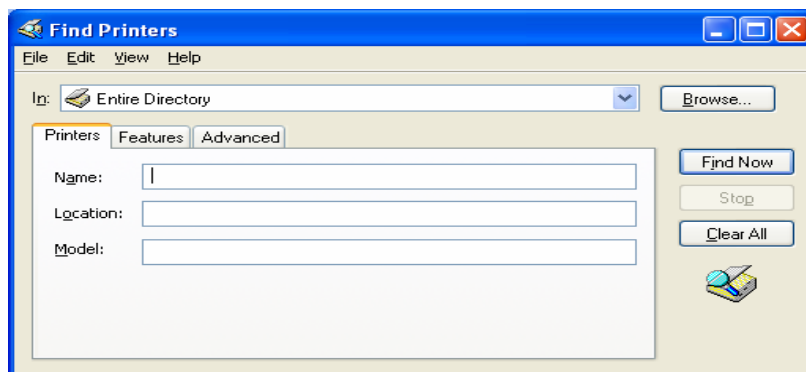 Find Printers
File Edit View Help
In: Entire Directory Browse...
Printers Features Advanced
Name:
Location:
Model:
Find Now
Stop
Clear All